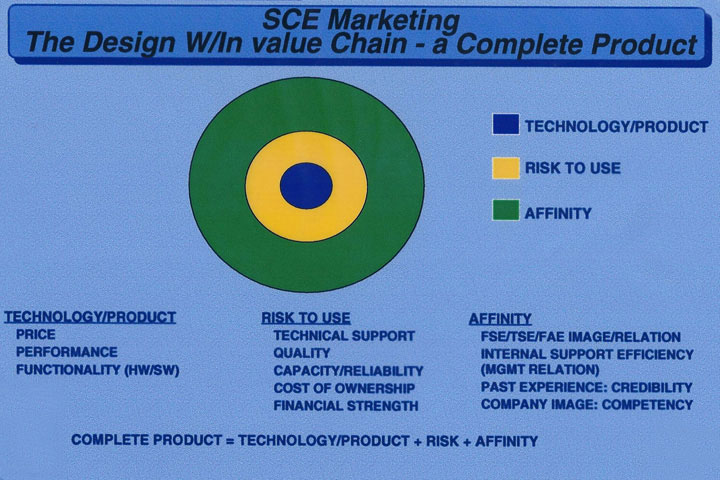 SCE Marketing
The Design W/In value Chain - a Complete Product
TECHNOLOGY/PRODUCT
RISK TO USE
AFFINITY
TECHNOLOGY/PRODUCT
PRICE
PERFORMANCE
FUNCTIONALITY (HW/SW)
RISK TO USE
TECHNICAL SUPPORT
QUALITY
CAPACITY/RELIABILITY
COST OF OWNERSHIP
FINANCIAL STRENGTH
AFFINITY
FSE/TSE/FAE IMAGE/RELATION
INTERNAL SUPPORT EFFICIENCY
(MGMT RELATION)
PAST EXPERIENCE: CREDIBILITY
COMPANY IMAGE: COMPETENCY
COMPLETE PRODUCT = TECHNOLOGY/PRODUCT + RISK + AFFINITY